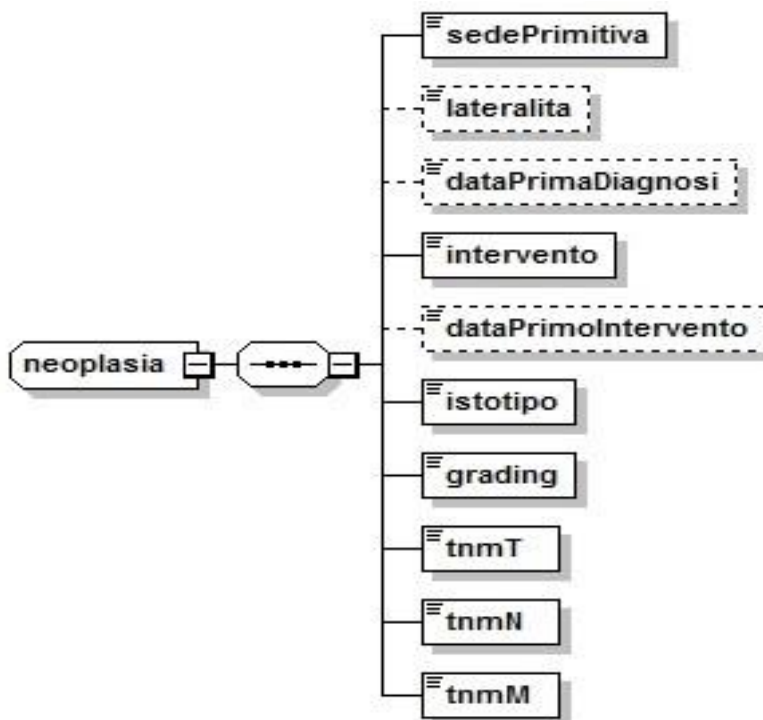 sedePrimitiva
lateralita
dataPrimaDiagnosi
intervento
dataPrimoIntervento
neoplasia
istotipo
grading
tnmT
tnmN
tnmM